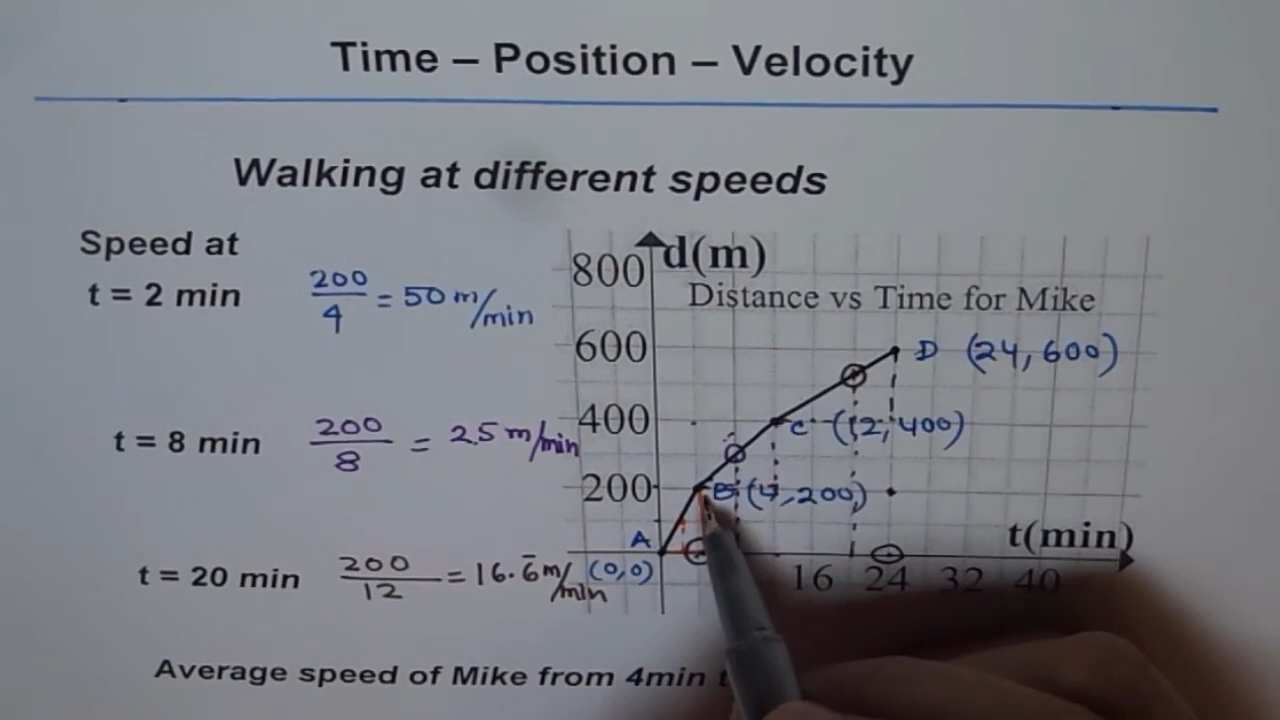 Time – Position – Velocity
Walking at different speeds
Speed at
t = 2 min 200/4 = 50 m/min
t = 8 min 200/8 = 25 m/min
t = 20 min 200/12 = 16.6̄ m/min
Average speed of Mike from 4min
d(m)
Distance vs Time for Mike
800
600
400
200
D (24,600)
C (12,400)
B (4,200)
A
(0,0)
t(min)
16 24 32 40